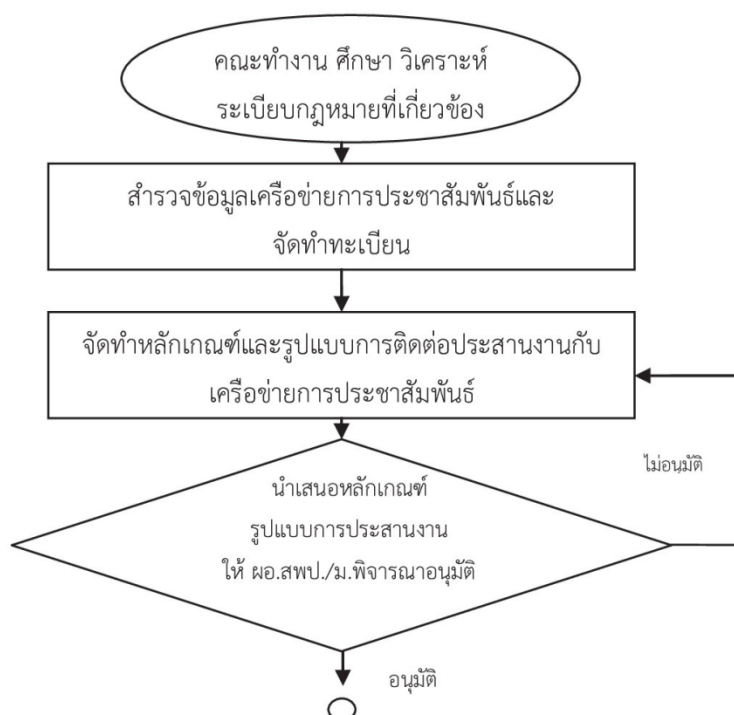 คณะทำงาน ศึกษา วิเคราะห์
ระเบียบกฎหมายที่เกี่ยวข้อง
สำรวจข้อมูลเครือข่ายการประชาสัมพันธ์และ
จัดทำทะเบียน
จัดทำหลักเกณฑ์และรูปแบบการติดต่อประสานงานกับ
เครือข่ายการประชาสัมพันธ์
นำเสนอหลักเกณฑ์
รูปแบบการประสานงาน
ให้ ผอ.สพป./ม.พิจารณาอนุมัติ
ไม่อนุมัติ
อนุมัติ